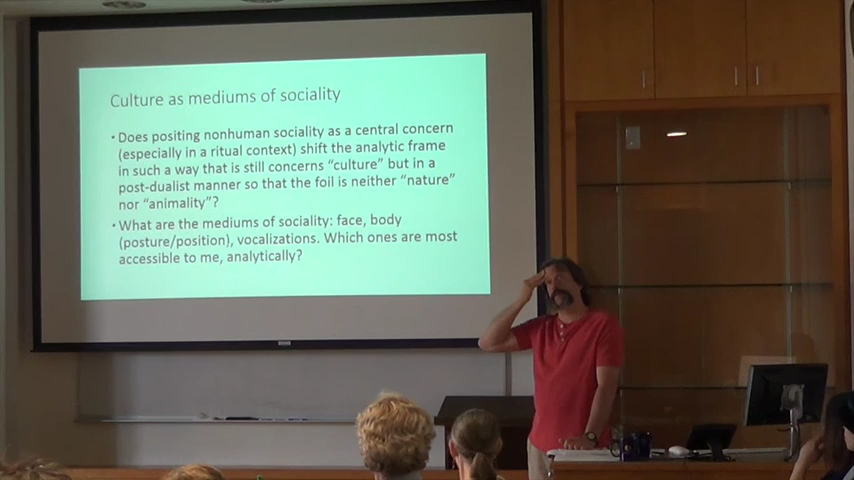 Culture as mediums of sociality
• Does positing nonhuman sociality as a central concern
(especially in a ritual context) shift the analytic frame
in such a way that is still concerns “culture” but in a
post-dualist manner so that the foil is neither “nature”
nor “animality”?
• What are the mediums of sociality: face, body
(posture/position), vocalizations. Which ones are most
accessible to me, analytically?